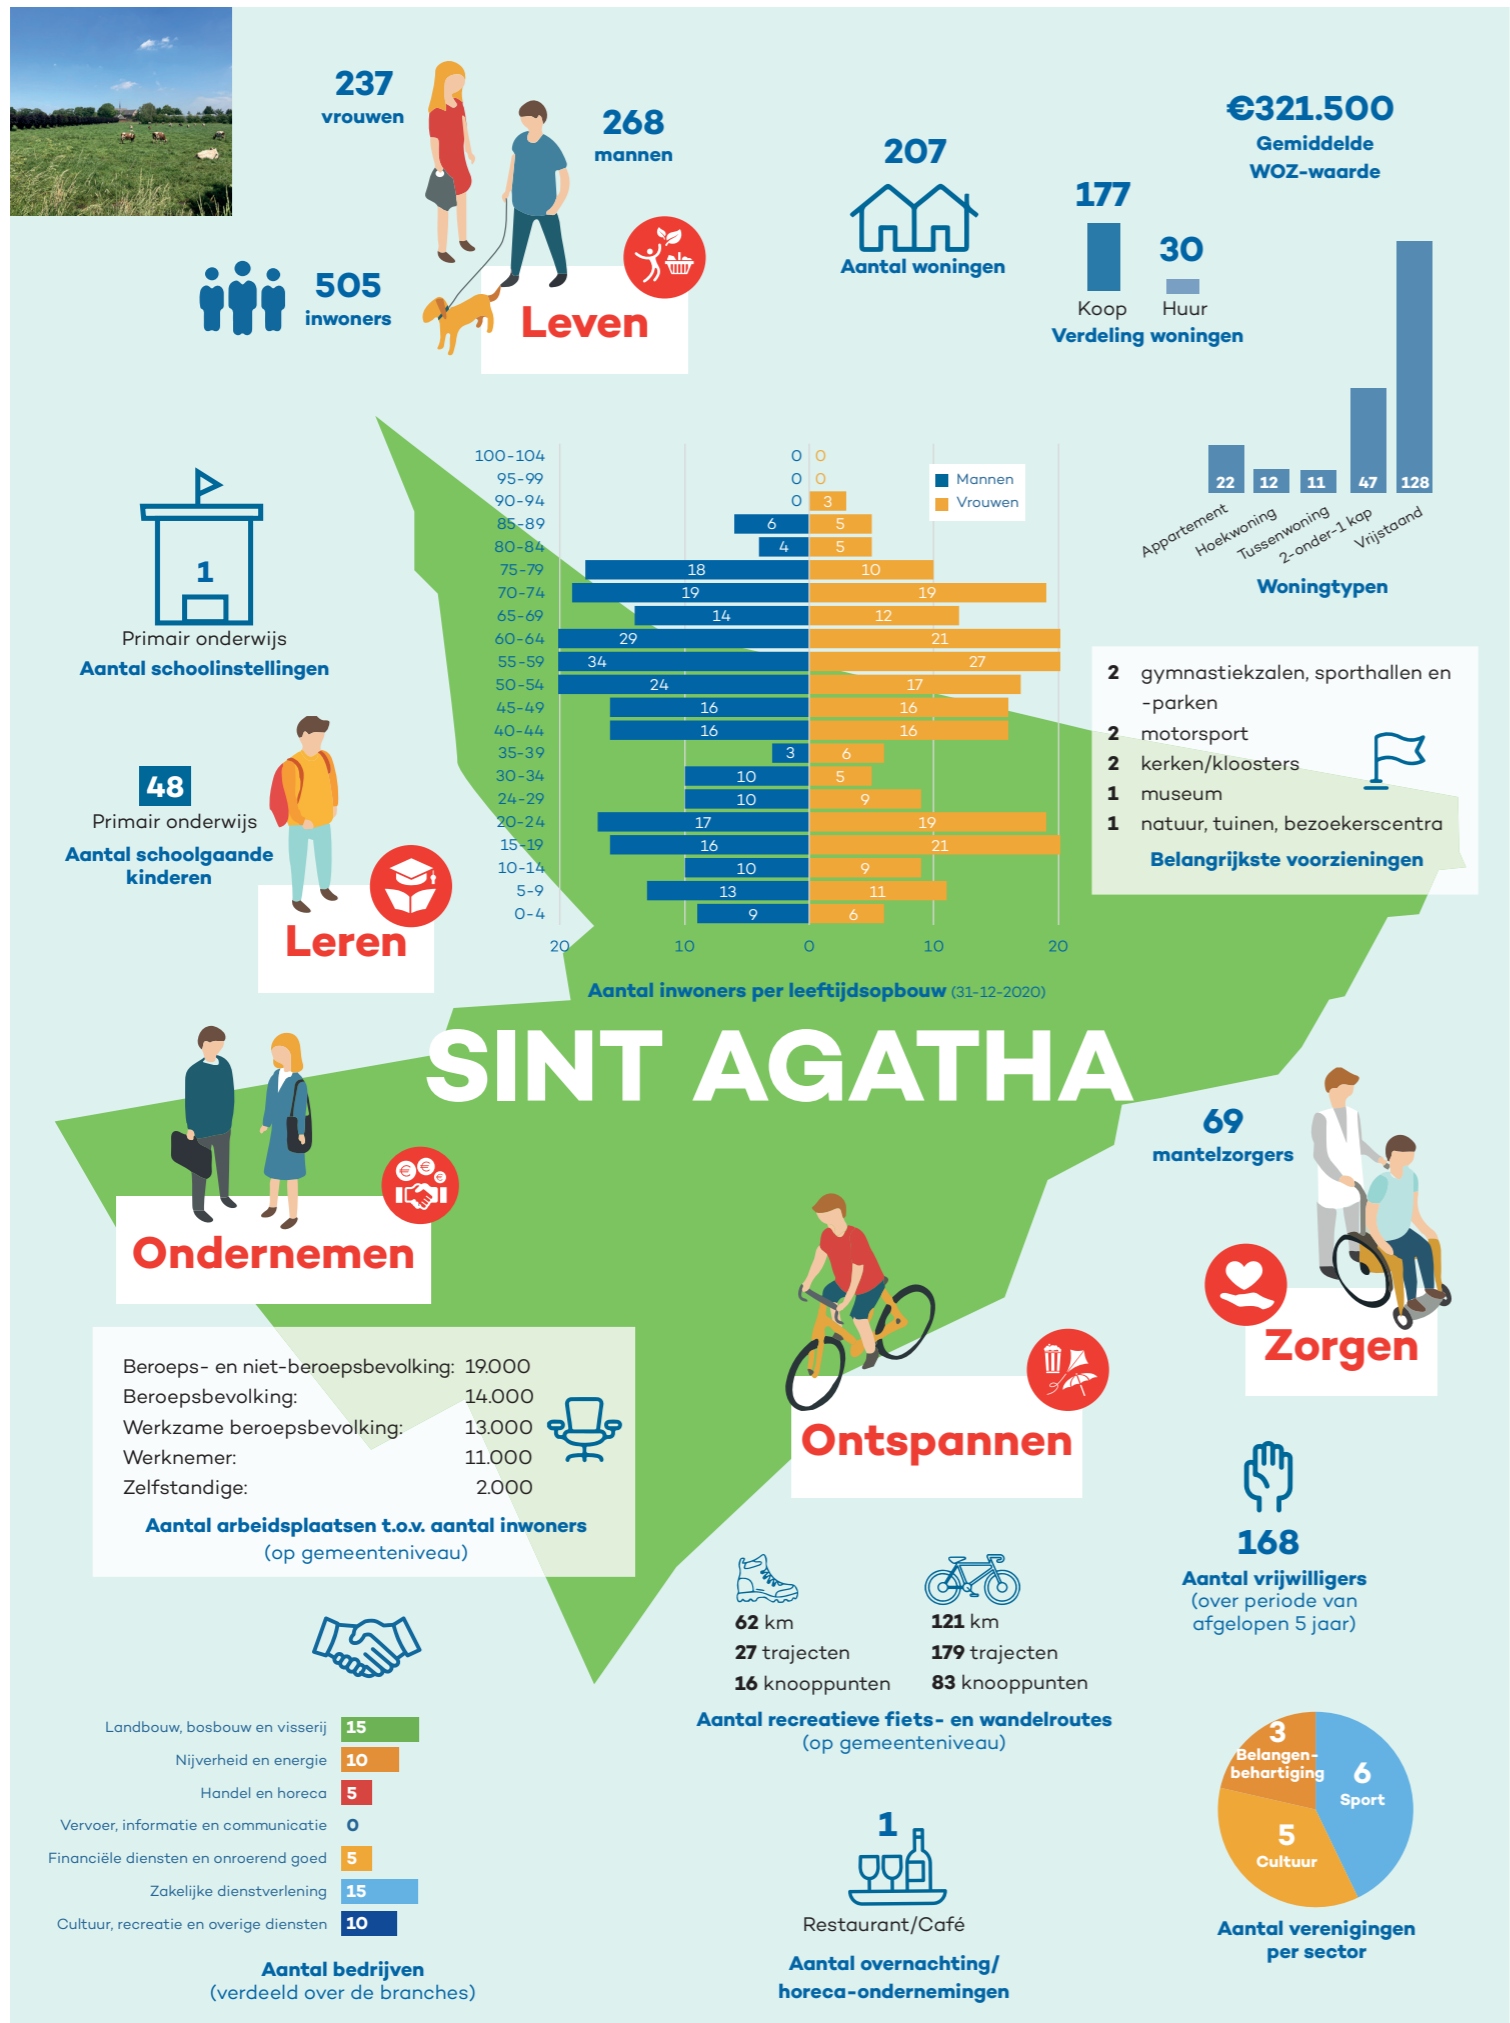 237
vrouwen
268
mannen
505
inwoners
Leven
207
Aantal woningen
177
30
Koop Huur
Verdeling woningen
€321.500
Gemiddelde
WOZ-waarde
22 12 11 47 128
Appartement
Hoekwoning
Tussenwoning
2-onder-1 kap
Vrijstaand
Woningtypen
1
Primair onderwijs
Aantal schoolinstellingen
48
Primair onderwijs
Aantal schoolgaande
kinderen
Leren
Mannen
Vrouwen
100-104 0 0
95-99 0 0
90-94 0 3
85-89 6 5
80-84 4 5
75-79 18 10
70-74 19 19
65-69 14 12
60-64 29 21
55-59 34 27
50-54 24 17
45-49 16 16
40-44 16 16
35-39 3 6
30-34 10 5
24-29 10 9
20-24 17 19
15-19 16 21
10-14 10 9
5-9 13 11
0-4 9 6
20 10 0 10 20
Aantal inwoners per leeftijdsopbouw (31-12-2020)
2 gymnastiekzalen, sporthallen en
-parken
2 motorsport
2 kerken/kloosters
1 museum
1 natuur, tuinen, bezoekerscentra
Belangrijkste voorzieningen
SINT AGATHA
Ondernemen
Beroeps- en niet-beroepsbevolking: 19.000
Beroepsbevolking: 14.000
Werkzame beroepsbevolking: 13.000
Werknemer: 11.000
Zelfstandige: 2.000
Aantal arbeidsplaatsen t.o.v. aantal inwoners
(op gemeenteniveau)
Landbouw, bosbouw en visserij 15
Nijverheid en energie 10
Handel en horeca 5
Vervoer, informatie en communicatie 0
Financiële diensten en onroerend goed 5
Zakelijke dienstverlening 15
Cultuur, recreatie en overige diensten 10
Aantal bedrijven
(verdeeld over de branches)
Ontspannen
62 km
27 trajecten
16 knooppunten
121 km
179 trajecten
83 knooppunten
Aantal recreatieve fiets- en wandelroutes
(op gemeenteniveau)
1
Restaurant/Café
Aantal overnachting/
horeca-ondernemingen
69
mantelzorgers
Zorgen
168
Aantal vrijwilligers
(over periode van
afgelopen 5 jaar)
3
Belangen-
behartiging
6
Sport
5
Cultuur
Aantal verenigingen
per sector